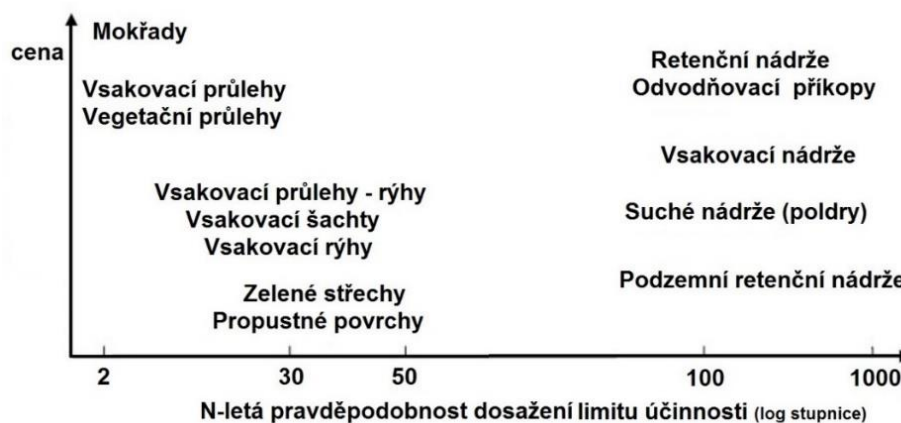 Mokřady
cena
Retenční nádrže
Odvodňovací příkopy
Vsakovací průlehy
Vegetační průlehy
Vsakovací nádrže
Vsakovací průlehy - rýhy
Vsakovací šachty
Vsakovací rýhy
Suché nádrže (poldry)
Podzemní retenční nádrže
Zelené střechy
Propustné povrchy
2 30 50 100 1000
N-letá pravděpodobnost dosažení limitu účinnosti (log stupnice)